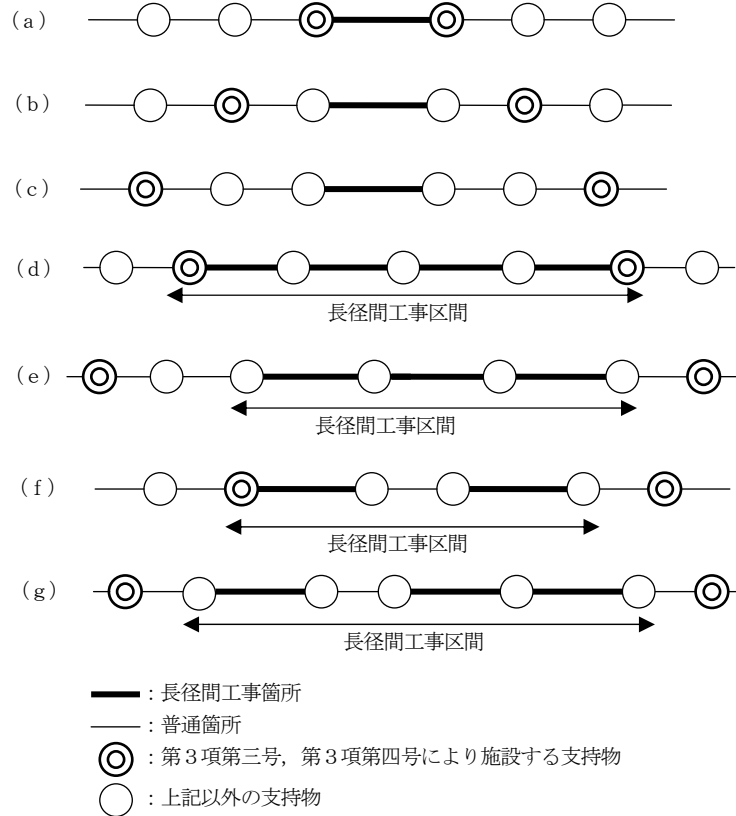 (a)
(b)
(c)
(d)
長径間工事区間
(e)
長径間工事区間
(f)
長径間工事区間
(g)
長径間工事区間
：長径間工事箇所
：普通箇所
：第３項第三号，第３項第四号により施設する支持物
：上記以外の支持物